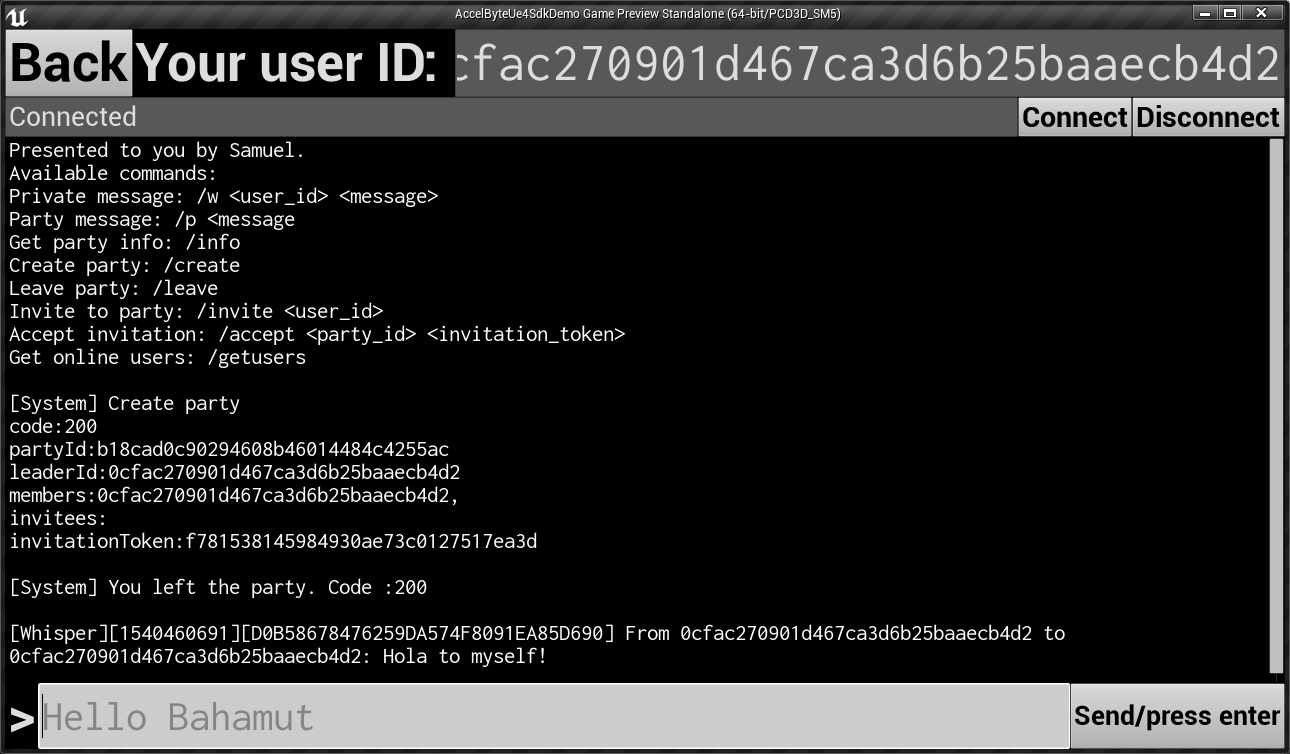 AccelByteUe4SdkDemo Game Preview Standalone (64-bit/PCD3D_SM5)
Back Your user ID: cfac270901d467ca3d6b25baaecb4d2
Connected Connect Disconnect
Presented to you by Samuel.
Available commands:
Private message: /w <user_id> <message>
Party message: /p <message
Get party info: /info
Create party: /create
Leave party: /leave
Invite to party: /invite <user_id>
Accept invitation: /accept <party_id> <invitation_token>
Get online users: /getusers
[System] Create party
code:200
partyId:b18cad0c90294608b46014484c4255ac
leaderId:0cfac270901d467ca3d6b25baaecb4d2
members:0cfac270901d467ca3d6b25baaecb4d2,
invitees:
invitationToken:f781538145984930ae73c0127517ea3d
[System] You left the party. Code :200
[Whisper][1540460691][D0B58678476259DA574F8091EA85D690] From 0cfac270901d467ca3d6b25baaecb4d2 to
0cfac270901d467ca3d6b25baaecb4d2: Hola to myself!
> Hello Bahamut Send/press enter